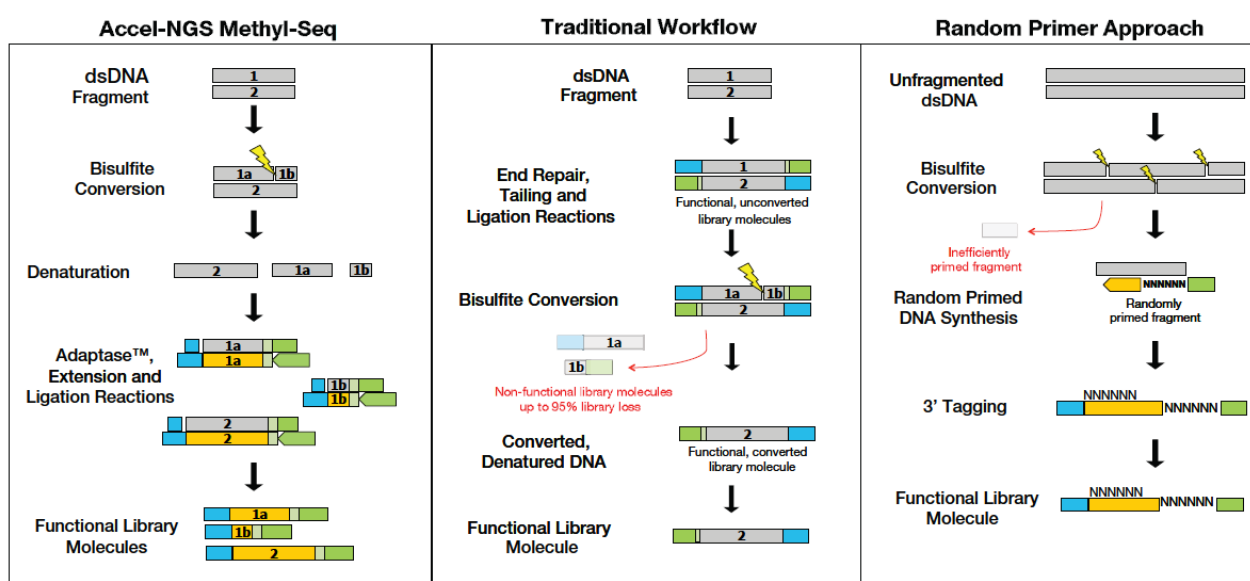 Accel-NGS Methyl-Seq
dsDNA
Fragment
1
2
Bisulfite
Conversion
1a
1b
2
Denaturation
2
1a
1b
Adaptase™,
Extension and
Ligation Reactions
1a
1a
1b
1b
2
2
Functional Library
Molecules
1a
1b
2
Traditional Workflow
dsDNA
Fragment
1
2
End Repair,
Tailing and
Ligation Reactions
1
2
Functional, unconverted
library molecules
Bisulfite Conversion
1a
1b
2
1a
1b
Non-functional library molecules
up to 95% library loss
Converted,
Denatured DNA
2
Functional, converted
library molecule
Functional Library
Molecule
2
Random Primer Approach
Unfragmented
dsDNA
Bisulfite
Conversion
Inefficiently
primed fragment
Random Primed
DNA Synthesis
NNNNNN
Randomly
primed fragment
3' Tagging
NNNNNN
NNNNNN
Functional Library
Molecule
NNNNNN
NNNNNN